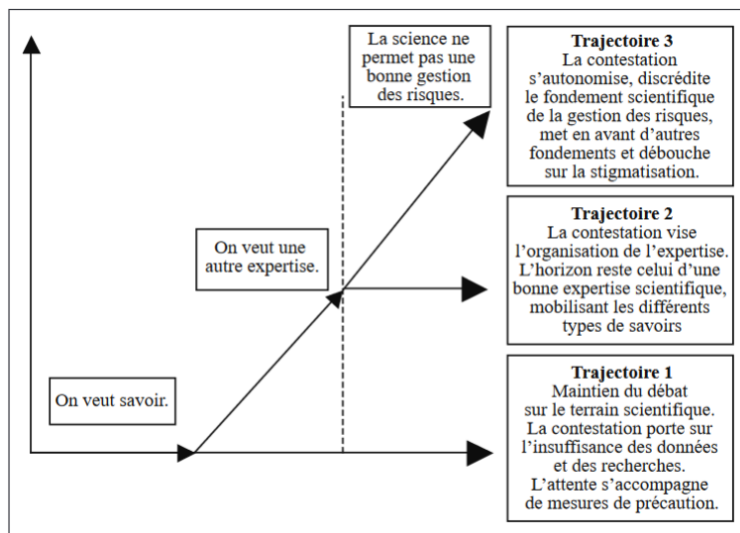 La science ne
permet pas une
bonne gestion
des risques.
On veut une
autre expertise.
On veut savoir.
Trajectoire 3
La contestation
s’autonomise, discrédite
le fondement scientifique
de la gestion des risques,
met en avant d’autres
fondements et débouche
sur la stigmatisation.
Trajectoire 2
La contestation vise
l’organisation de l’expertise.
L’horizon reste celui d’une
bonne expertise scientifique,
mobilisant les différents
types de savoirs
Trajectoire 1
Maintien du débat
sur le terrain scientifique.
La contestation porte sur
l’insuffisance des données
et des recherches.
L’attente s’accompagne
de mesures de précaution.